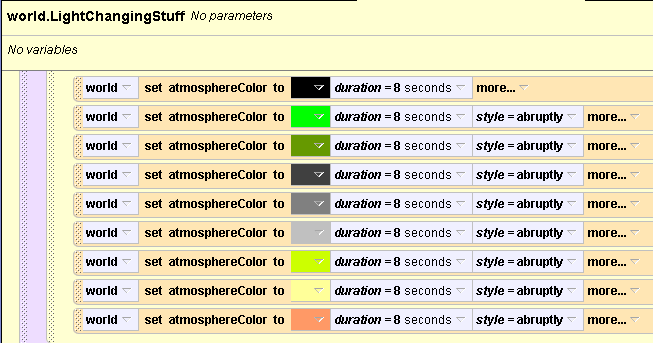 world.LightChangingStuff No parameters
No variables
world set atmosphereColor to duration = 8 seconds more...
world set atmosphereColor to duration = 8 seconds style = abruptly more...
world set atmosphereColor to duration = 8 seconds style = abruptly more...
world set atmosphereColor to duration = 8 seconds style = abruptly more...
world set atmosphereColor to duration = 8 seconds style = abruptly more...
world set atmosphereColor to duration = 8 seconds style = abruptly more...
world set atmosphereColor to duration = 8 seconds style = abruptly more...
world set atmosphereColor to duration = 8 seconds style = abruptly more...
world set atmosphereColor to duration = 8 seconds style = abruptly more...